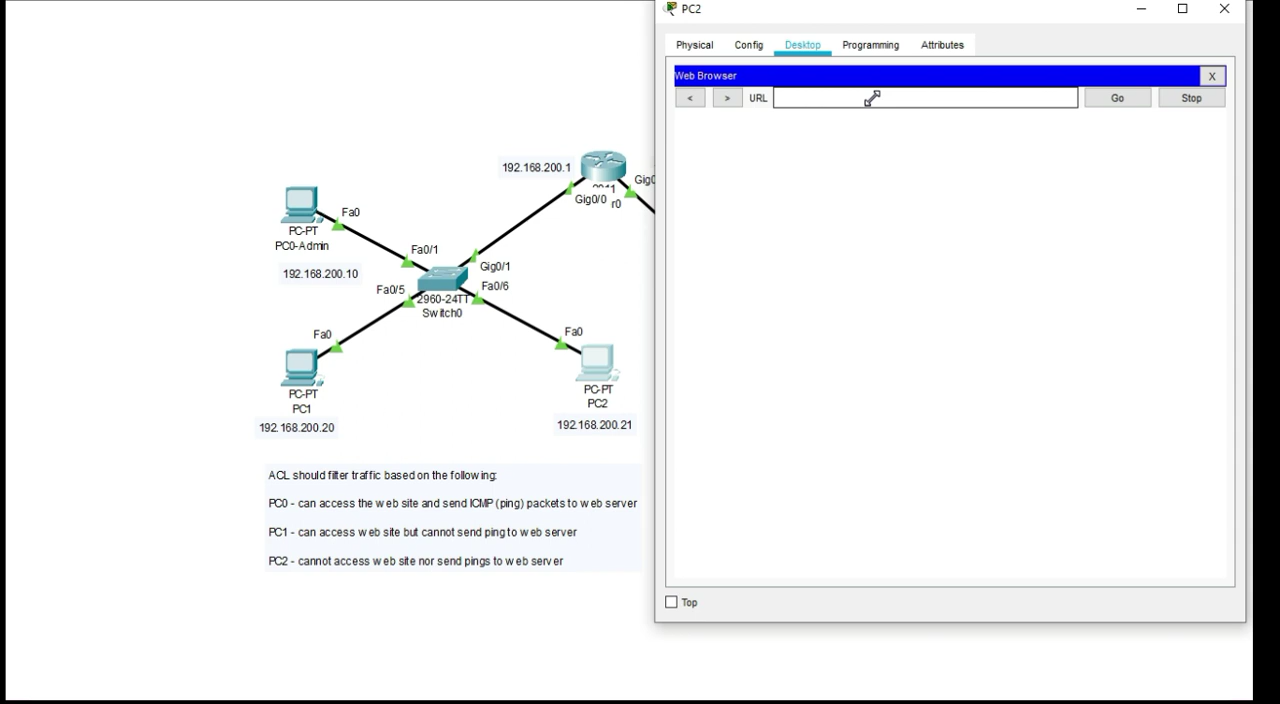 PC2
Physical Config Desktop Programming Attributes
Web Browser X
< > URL Go Stop
192.168.200.1
Gig0/0
r0
Fa0
PC-PT
PC0-Admin
192.168.200.10
Fa0/1
Gig0/1
Fa0/5
Fa0/6
2960-24TT
Switch0
Fa0
PC-PT
PC1
192.168.200.20
Fa0
PC-PT
PC2
192.168.200.21
ACL should filter traffic based on the following:
PC0 - can access the web site and send ICMP (ping) packets to web server
PC1 - can access web site but cannot send ping to web server
PC2 - cannot access web site nor send pings to web server
Top